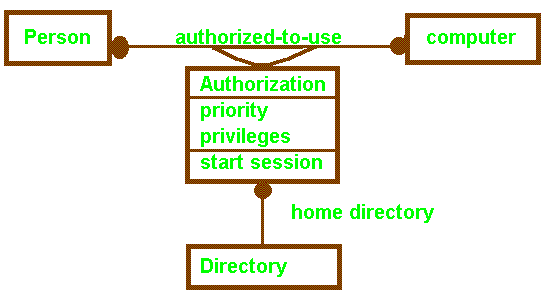 Person
authorized-to-use
computer
Authorization
priority
privileges
start session
home directory
Directory